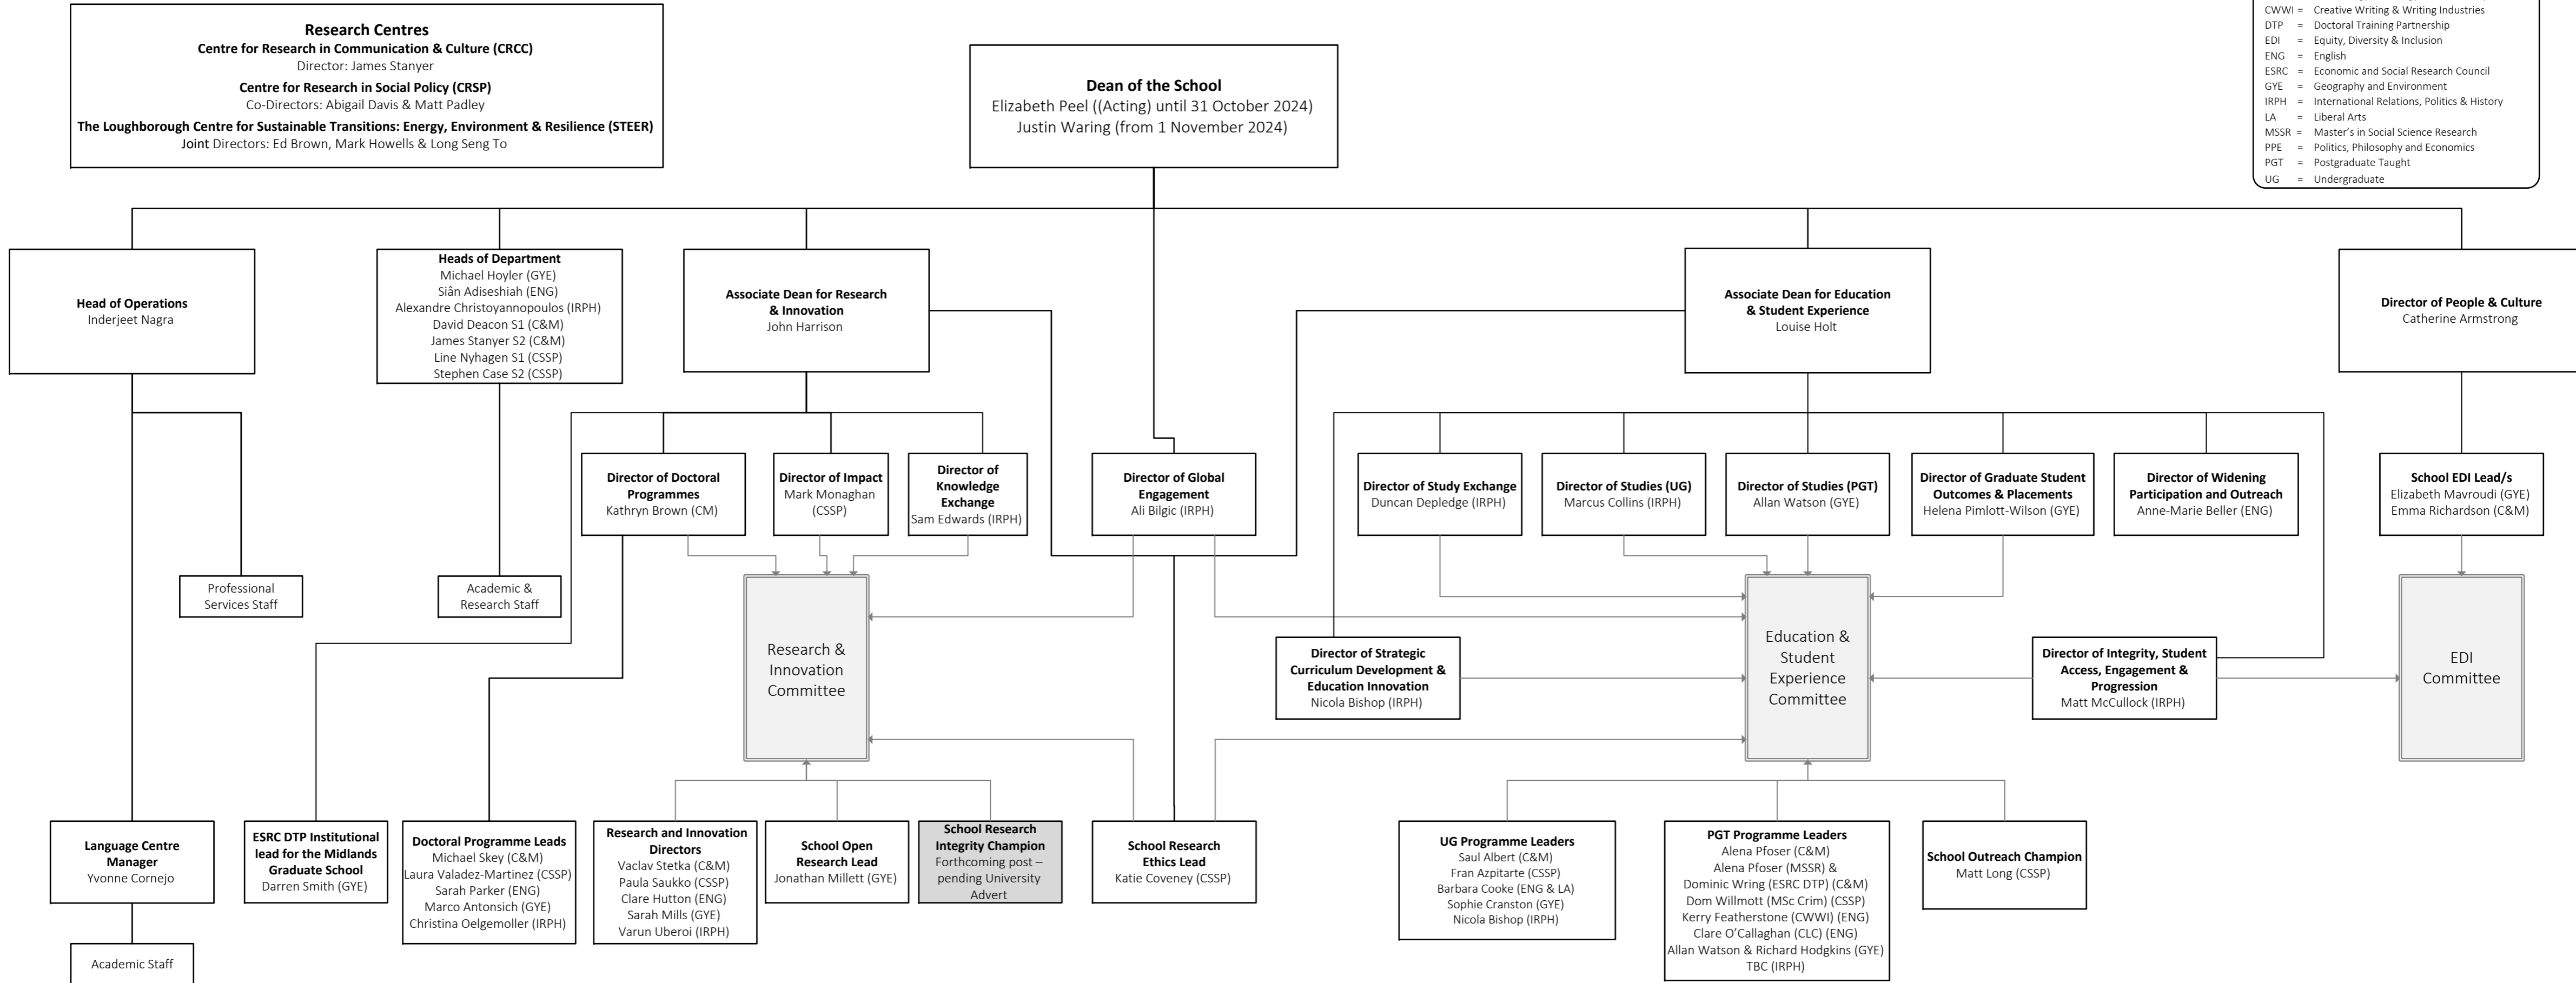 Research Centres
Centre for Research in Communication & Culture (CRCC)
Director: James Stanyer
Centre for Research in Social Policy (CRSP)
Co-Directors: Abigail Davis & Matt Padley
The Loughborough Centre for Sustainable Transitions: Energy, Environment & Resilience (STEER)
Joint Directors: Ed Brown, Mark Howells & Long Seng To
Dean of the School
Elizabeth Peel ((Acting) until 31 October 2024)
Justin Waring (from 1 November 2024)
CWWI = Creative Writing & Writing Industries
DTP = Doctoral Training Partnership
EDI = Equity, Diversity & Inclusion
ENG = English
ESRC = Economic and Social Research Council
GYE = Geography and Environment
IRPH = International Relations, Politics & History
LA = Liberal Arts
MSSR = Master's in Social Science Research
PPE = Politics, Philosophy and Economics
PGT = Postgraduate Taught
UG = Undergraduate
Head of Operations
Inderjeet Nagra
Heads of Department
Michael Hoyler (GYE)
Siân Adiseshiah (ENG)
Alexandre Christoyannopoulos (IRPH)
David Deacon S1 (C&M)
James Stanyer S2 (C&M)
Line Nyhagen S1 (CSSP)
Stephen Case S2 (CSSP)
Associate Dean for Research
& Innovation
John Harrison
Associate Dean for Education
& Student Experience
Louise Holt
Director of People & Culture
Catherine Armstrong
Director of Doctoral
Programmes
Kathryn Brown (CM)
Director of Impact
Mark Monaghan
(CSSP)
Director of
Knowledge
Exchange
Sam Edwards (IRPH)
Director of Global
Engagement
Ali Bilgic (IRPH)
Director of Study Exchange
Duncan Depledge (IRPH)
Director of Studies (UG)
Marcus Collins (IRPH)
Director of Studies (PGT)
Allan Watson (GYE)
Director of Graduate Student
Outcomes & Placements
Helena Pimlott-Wilson (GYE)
Director of Widening
Participation and Outreach
Anne-Marie Beller (ENG)
School EDI Lead/s
Elizabeth Mavroudi (GYE)
Emma Richardson (C&M)
Professional
Services Staff
Academic &
Research Staff
Research &
Innovation
Committee
Director of Strategic
Curriculum Development &
Education Innovation
Nicola Bishop (IRPH)
Education &
Student
Experience
Committee
Director of Integrity, Student
Access, Engagement &
Progression
Matt McCullock (IRPH)
EDI
Committee
Language Centre
Manager
Yvonne Cornejo
ESRC DTP Institutional
lead for the Midlands
Graduate School
Darren Smith (GYE)
Doctoral Programme Leads
Michael Skey (C&M)
Laura Valadez-Martinez (CSSP)
Sarah Parker (ENG)
Marco Antonsich (GYE)
Christina Oelgemoller (IRPH)
Research and Innovation
Directors
Vaclav Stetka (C&M)
Paula Saukko (CSSP)
Clare Hutton (ENG)
Sarah Mills (GYE)
Varun Uberoi (IRPH)
School Open
Research Lead
Jonathan Millett (GYE)
School Research
Integrity Champion
Forthcoming post –
pending University
Advert
School Research
Ethics Lead
Katie Coveney (CSSP)
UG Programme Leaders
Saul Albert (C&M)
Fran Azpitarte (CSSP)
Barbara Cooke (ENG & LA)
Sophie Cranston (GYE)
Nicola Bishop (IRPH)
PGT Programme Leaders
Alena Pfoser (C&M)
Alena Pfoser (MSSR) &
Dominic Wring (ESRC DTP) (C&M)
Dom Willmott (MSc Crim) (CSSP)
Kerry Featherstone (CWWI) (ENG)
Clare O'Callaghan (CLC) (ENG)
Allan Watson & Richard Hodgkins (GYE)
TBC (IRPH)
School Outreach Champion
Matt Long (CSSP)
Academic Staff